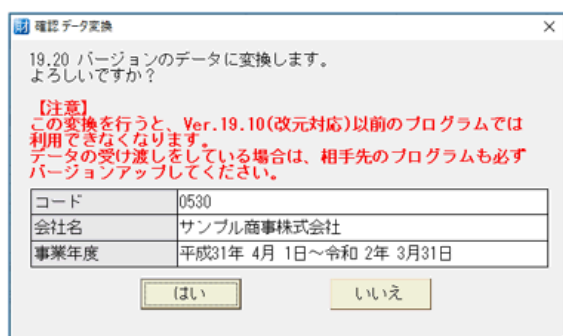 財 確認 データ変換
19.20 バージョンのデータに変換します。
よろしいですか？
【注意】
この変換を行うと、Ver.19.10(改元対応)以前のプログラムでは
利用できなくなります。
データの受け渡しをしている場合は、相手先のプログラムも必ず
バージョンアップしてください。
コード 0530
会社名 サンプル商事株式会社
事業年度 平成31年 4月 1日～令和 2年 3月31日
はい いいえ